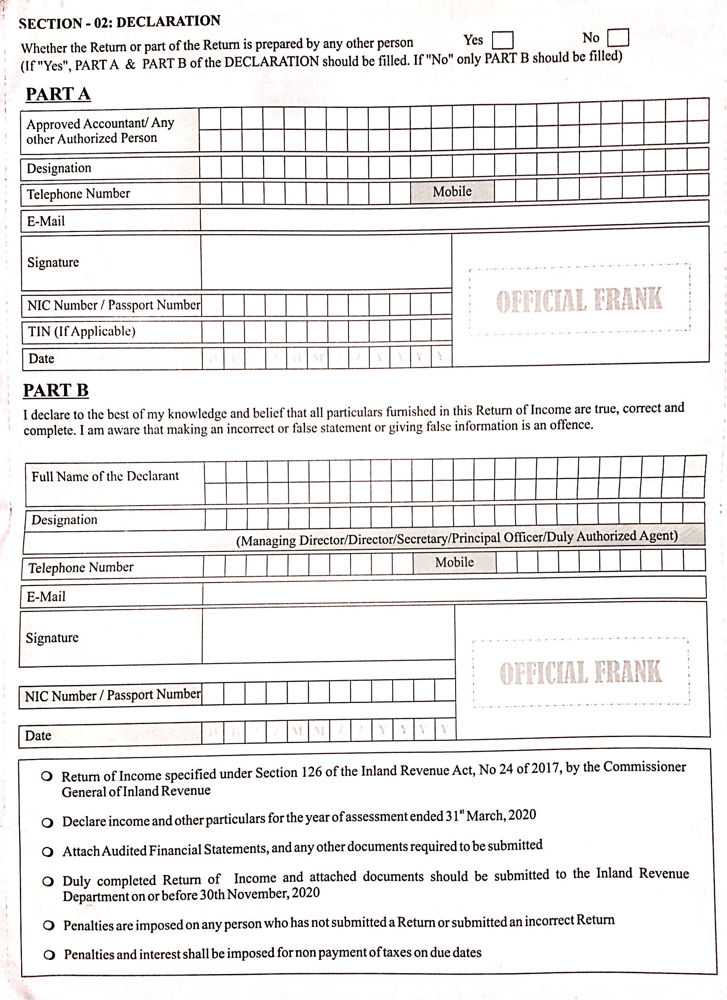 SECTION - 02: DECLARATION
Whether the Return or part of the Return is prepared by any other person Yes No
(If "Yes", PART A & PART B of the DECLARATION should be filled. If "No" only PART B should be filled)
PART A
Approved Accountant/ Any
other Authorized Person
Designation
Telephone Number Mobile
E-Mail
Signature
OFFICIAL FRANK
NIC Number / Passport Number
TIN (If Applicable)
Date D D / / M M / / Y Y Y Y
PART B
I declare to the best of my knowledge and belief that all particulars furnished in this Return of Income are true, correct and
complete. I am aware that making an incorrect or false statement or giving false information is an offence.
Full Name of the Declarant
Designation
(Managing Director/Director/Secretary/Principal Officer/Duly Authorized Agent)
Telephone Number Mobile
E-Mail
Signature
OFFICIAL FRANK
NIC Number / Passport Number
Date D D / / M M / / Y Y Y Y
Return of Income specified under Section 126 of the Inland Revenue Act, No 24 of 2017, by the Commissioner
General of Inland Revenue
Declare income and other particulars for the year of assessment ended 31st March, 2020
Attach Audited Financial Statements, and any other documents required to be submitted
Duly completed Return of Income and attached documents should be submitted to the Inland Revenue
Department on or before 30th November, 2020
Penalties are imposed on any person who has not submitted a Return or submitted an incorrect Return
Penalties and interest shall be imposed for non payment of taxes on due dates